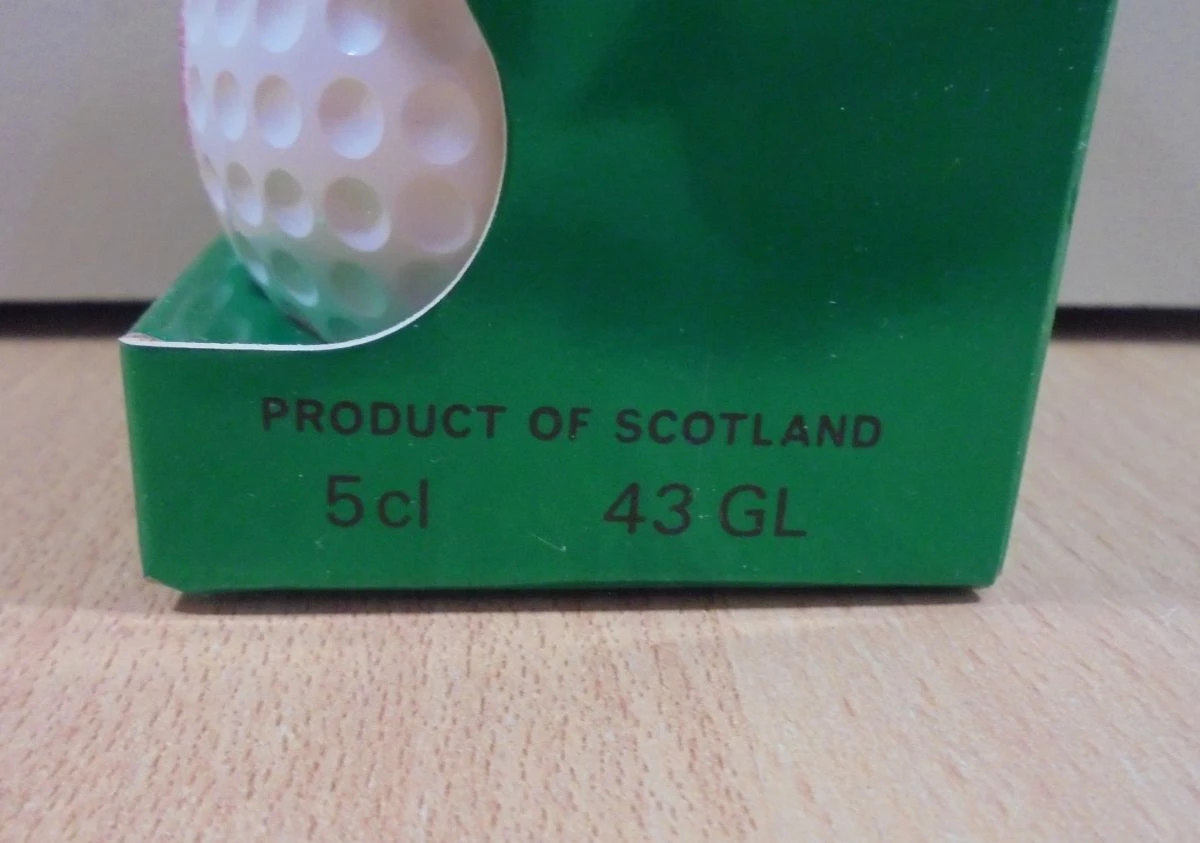 PRODUCT OF SCOTLAND
5cl 43 GL